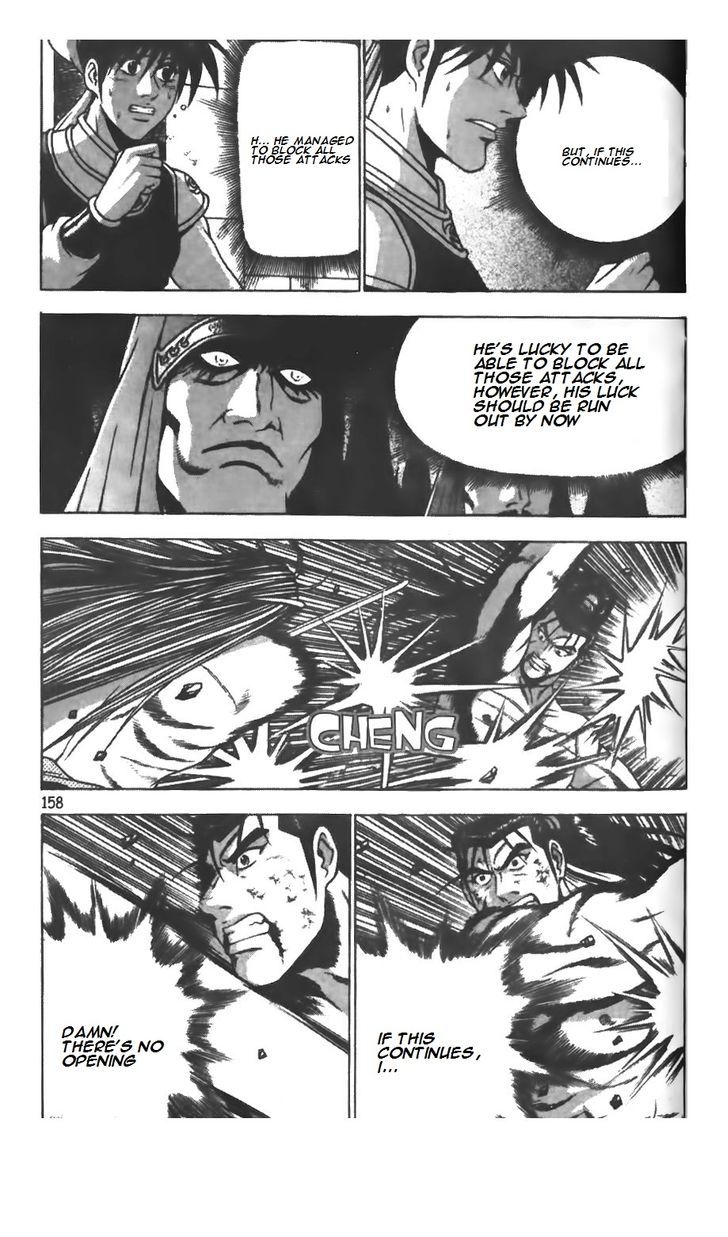 H... HE MANAGED
TO BLOCK ALL
THOSE ATTACKS
BUT, IF THIS
CONTINUES...
HE'S LUCKY TO BE
ABLE TO BLOCK ALL
THOSE ATTACKS,
HOWEVER, HIS LUCK
SHOULD BE RUN
OUT BY NOW
CHENG
158
DAMN!
THERE'S NO
OPENING
IF THIS
CONTINUES,
I...